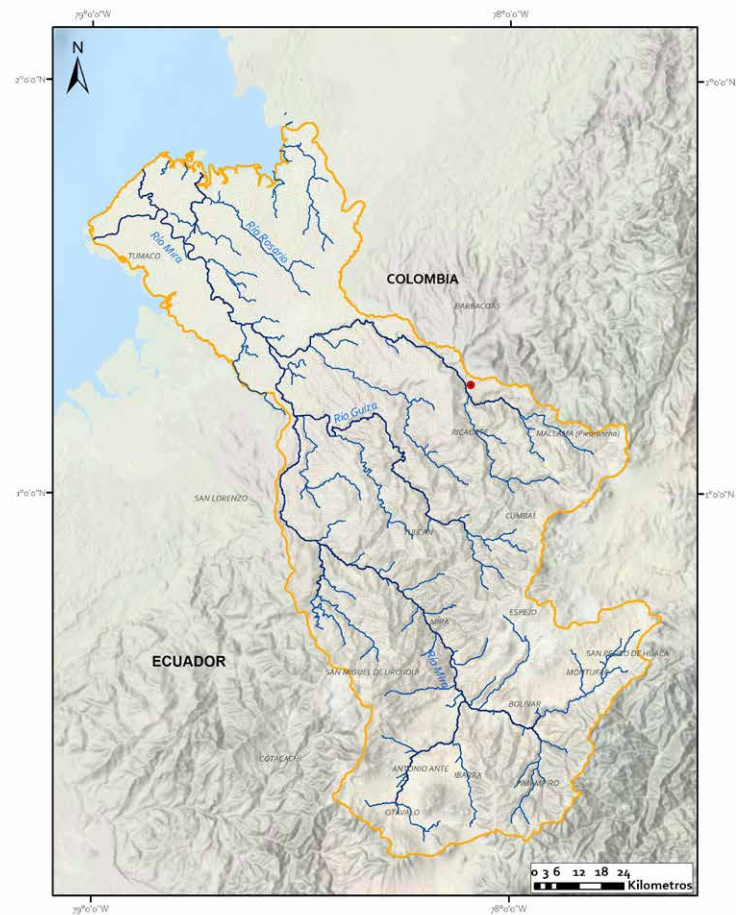 79°0'0"W
78°0'0"W
N
2°0'0"N
2°0'0"N
Río Rosario
Río Mira
TUMACO
COLOMBIA
BARBACOAS
Río Guiza
RICAURTE
MALLAMA (Piedrancha)
1°0'0"N
SAN LORENZO
1°0'0"N
CUMBAL
TULCAN
ESPEJO
MIRA
ECUADOR
Río Mira
SAN MIGUEL DE URCUQUI
SAN PEDRO DE HUACA
MONTUFAR
BOLIVAR
COTACACHI
ANTONIO ANTE
IBARRA
PIMAMPIRO
OTAVALO
0 3 6 12 18 24
Kilometros
79°0'0"W
78°0'0"W